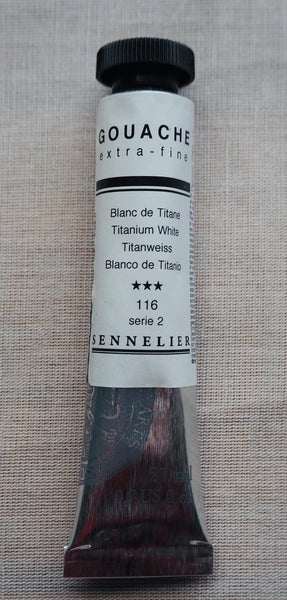 GOUACHE
extra-fine
Blanc de Titane
Titanium White
Titanweiss
Blanco de Titanio
★★★
116
serie 2
SENNELIER